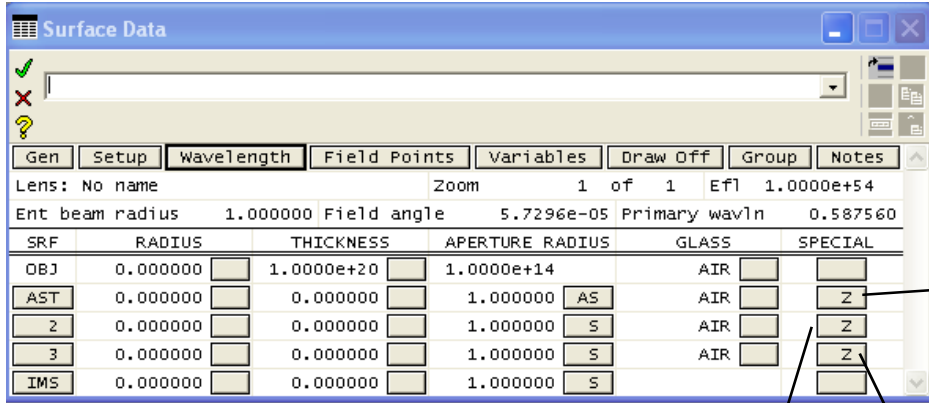 Surface Data
Gen Setup Wavelength Field Points Variables Draw Off Group Notes
Lens: No name Zoom 1 of 1 Efl 1.0000e+54
Ent beam radius 1.000000 Field angle 5.7296e-05 Primary wavln 0.587560
SRF RADIUS THICKNESS APERTURE RADIUS GLASS SPECIAL
OBJ 0.000000 1.0000e+20 1.0000e+14 AIR
AST 0.000000 0.000000 1.000000 AS AIR Z
2 0.000000 0.000000 1.000000 S AIR Z
3 0.000000 0.000000 1.000000 S AIR Z
IMS 0.000000 0.000000 1.000000 S